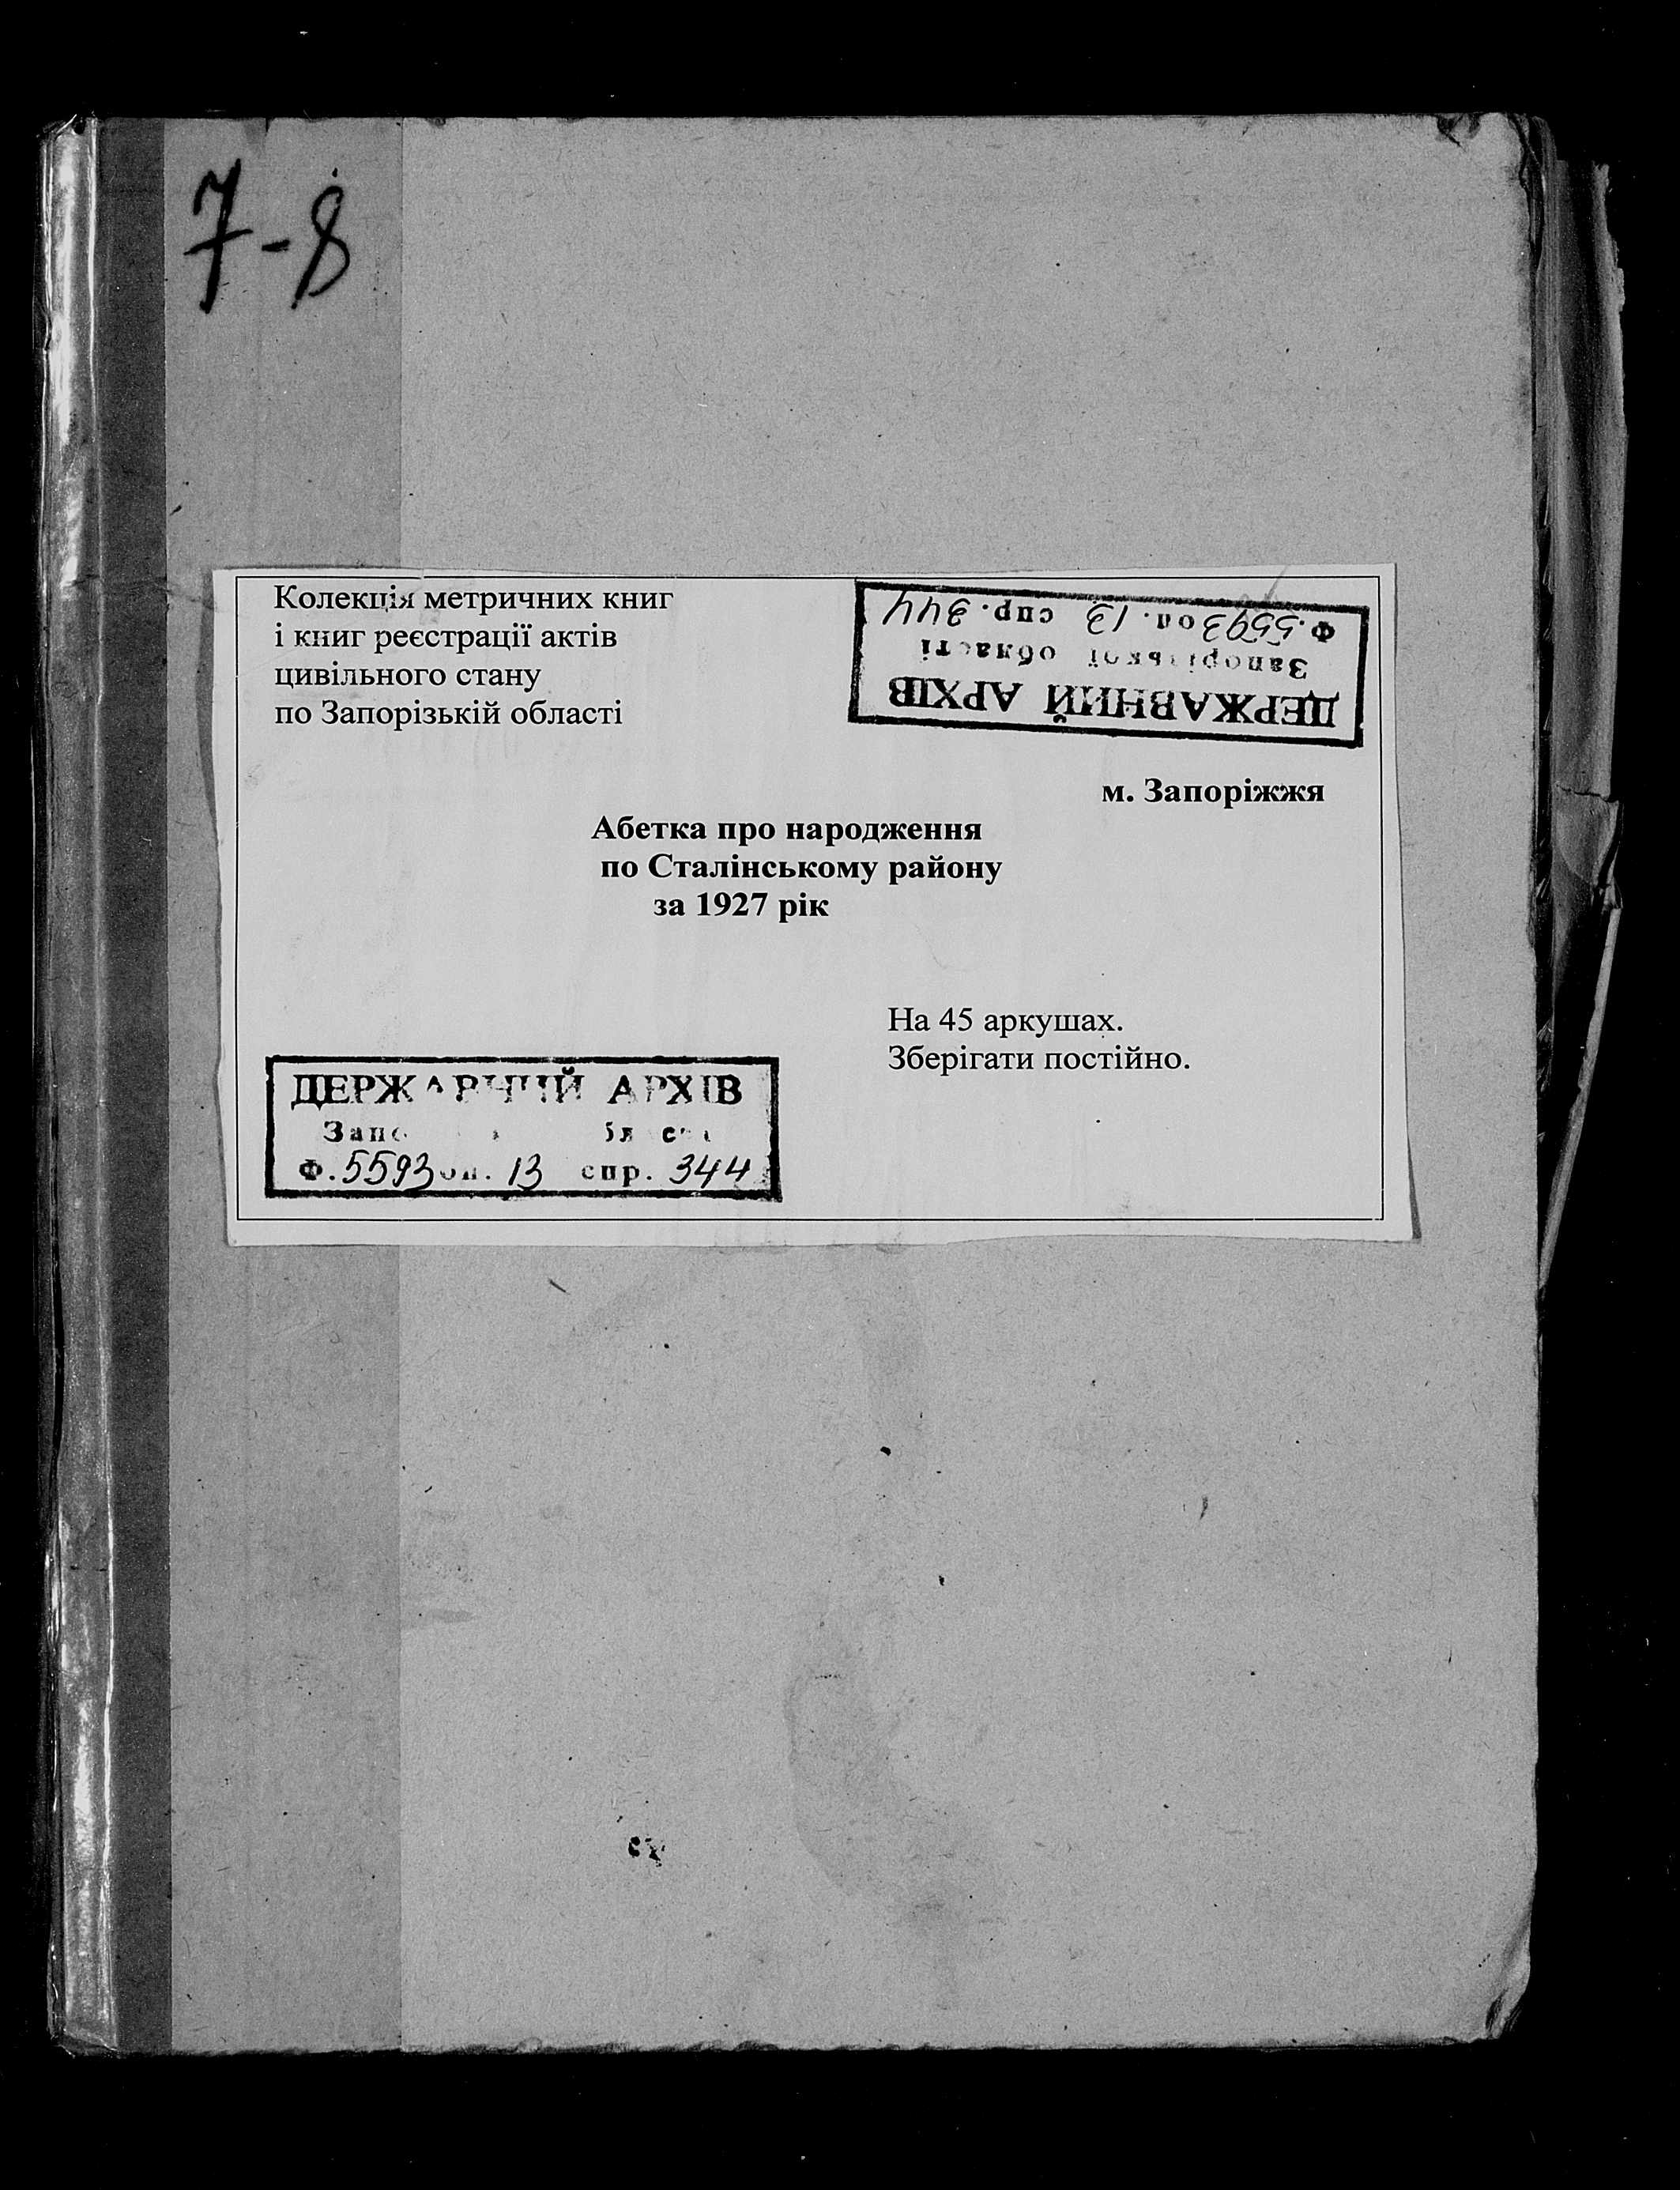 7-8
Колекція метричних книг
і книг реєстрації актів
цивільного стану
по Запорізькій області
ДЕРЖАВНИЙ АРХІВ
Запорізької області
Ф. 5593 оп. 13 спр. 344
м. Запоріжжя
Абетка про народження
по Сталінському району
за 1927 рік
На 45 аркушах.
Зберігати постійно.
ДЕРЖАВНИЙ АРХІВ
Ф. 5593 оп. 13 спр. 344